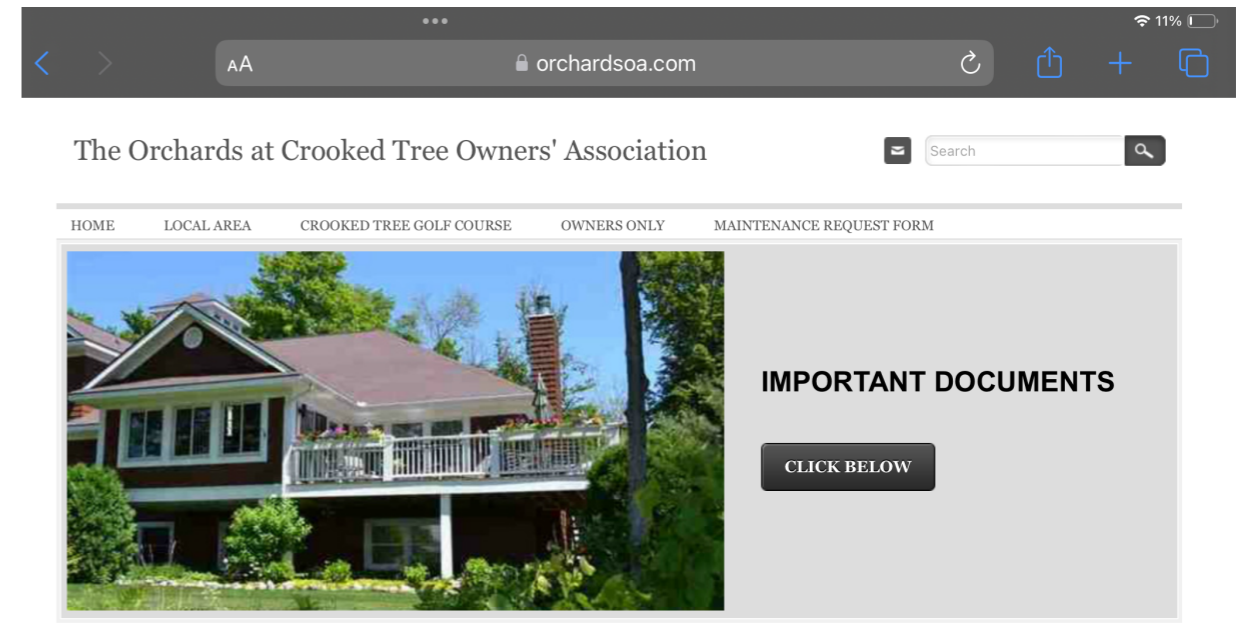 11%
AA
orchardsoa.com
The Orchards at Crooked Tree Owners' Association
Search
HOME LOCAL AREA CROOKED TREE GOLF COURSE OWNERS ONLY MAINTENANCE REQUEST FORM
IMPORTANT DOCUMENTS
CLICK BELOW